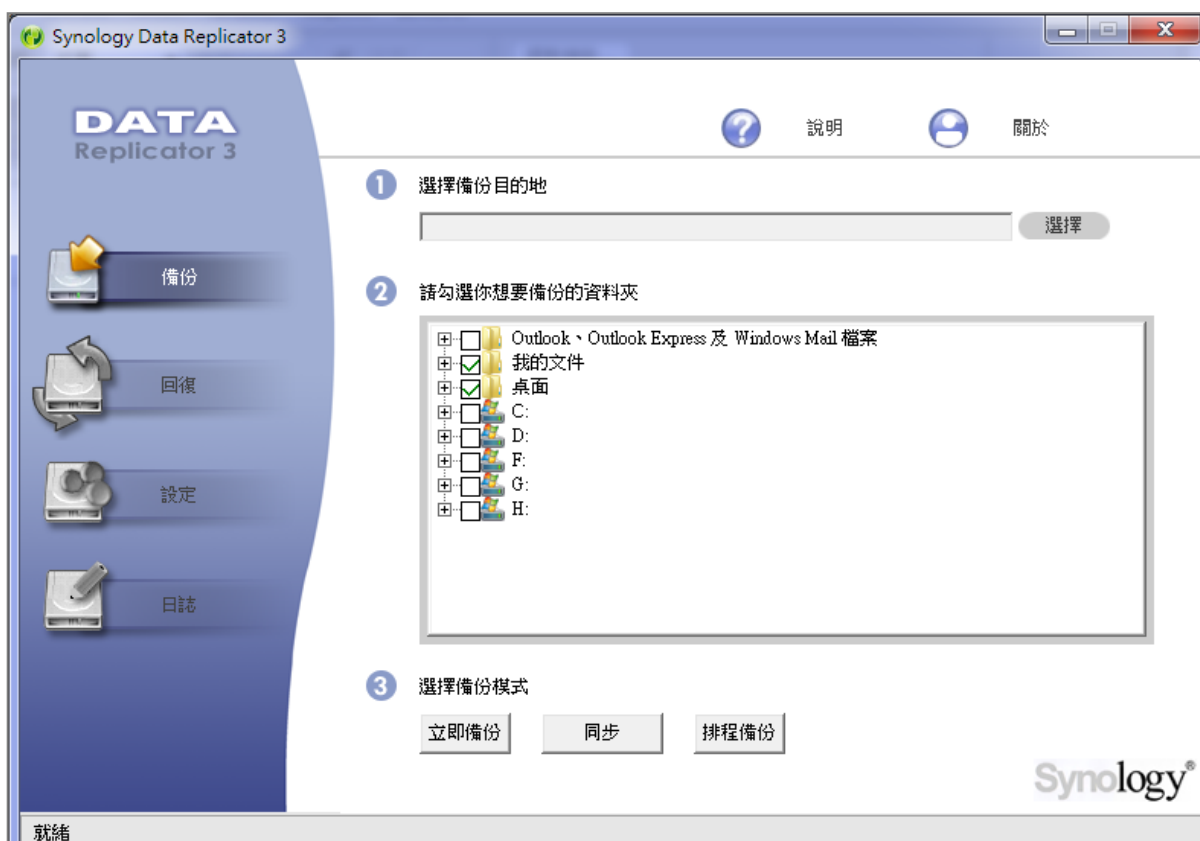 Synology Data Replicator 3
DATA
Replicator 3
說明
關於
1 選擇備份目的地
選擇
備份
2 請勾選你想要備份的資料夾
Outlook、Outlook Express 及 Windows Mail 檔案
我的文件
桌面
C:
D:
F:
G:
H:
回復
設定
日誌
3 選擇備份模式
立即備份 同步 排程備份
Synology®
就緒